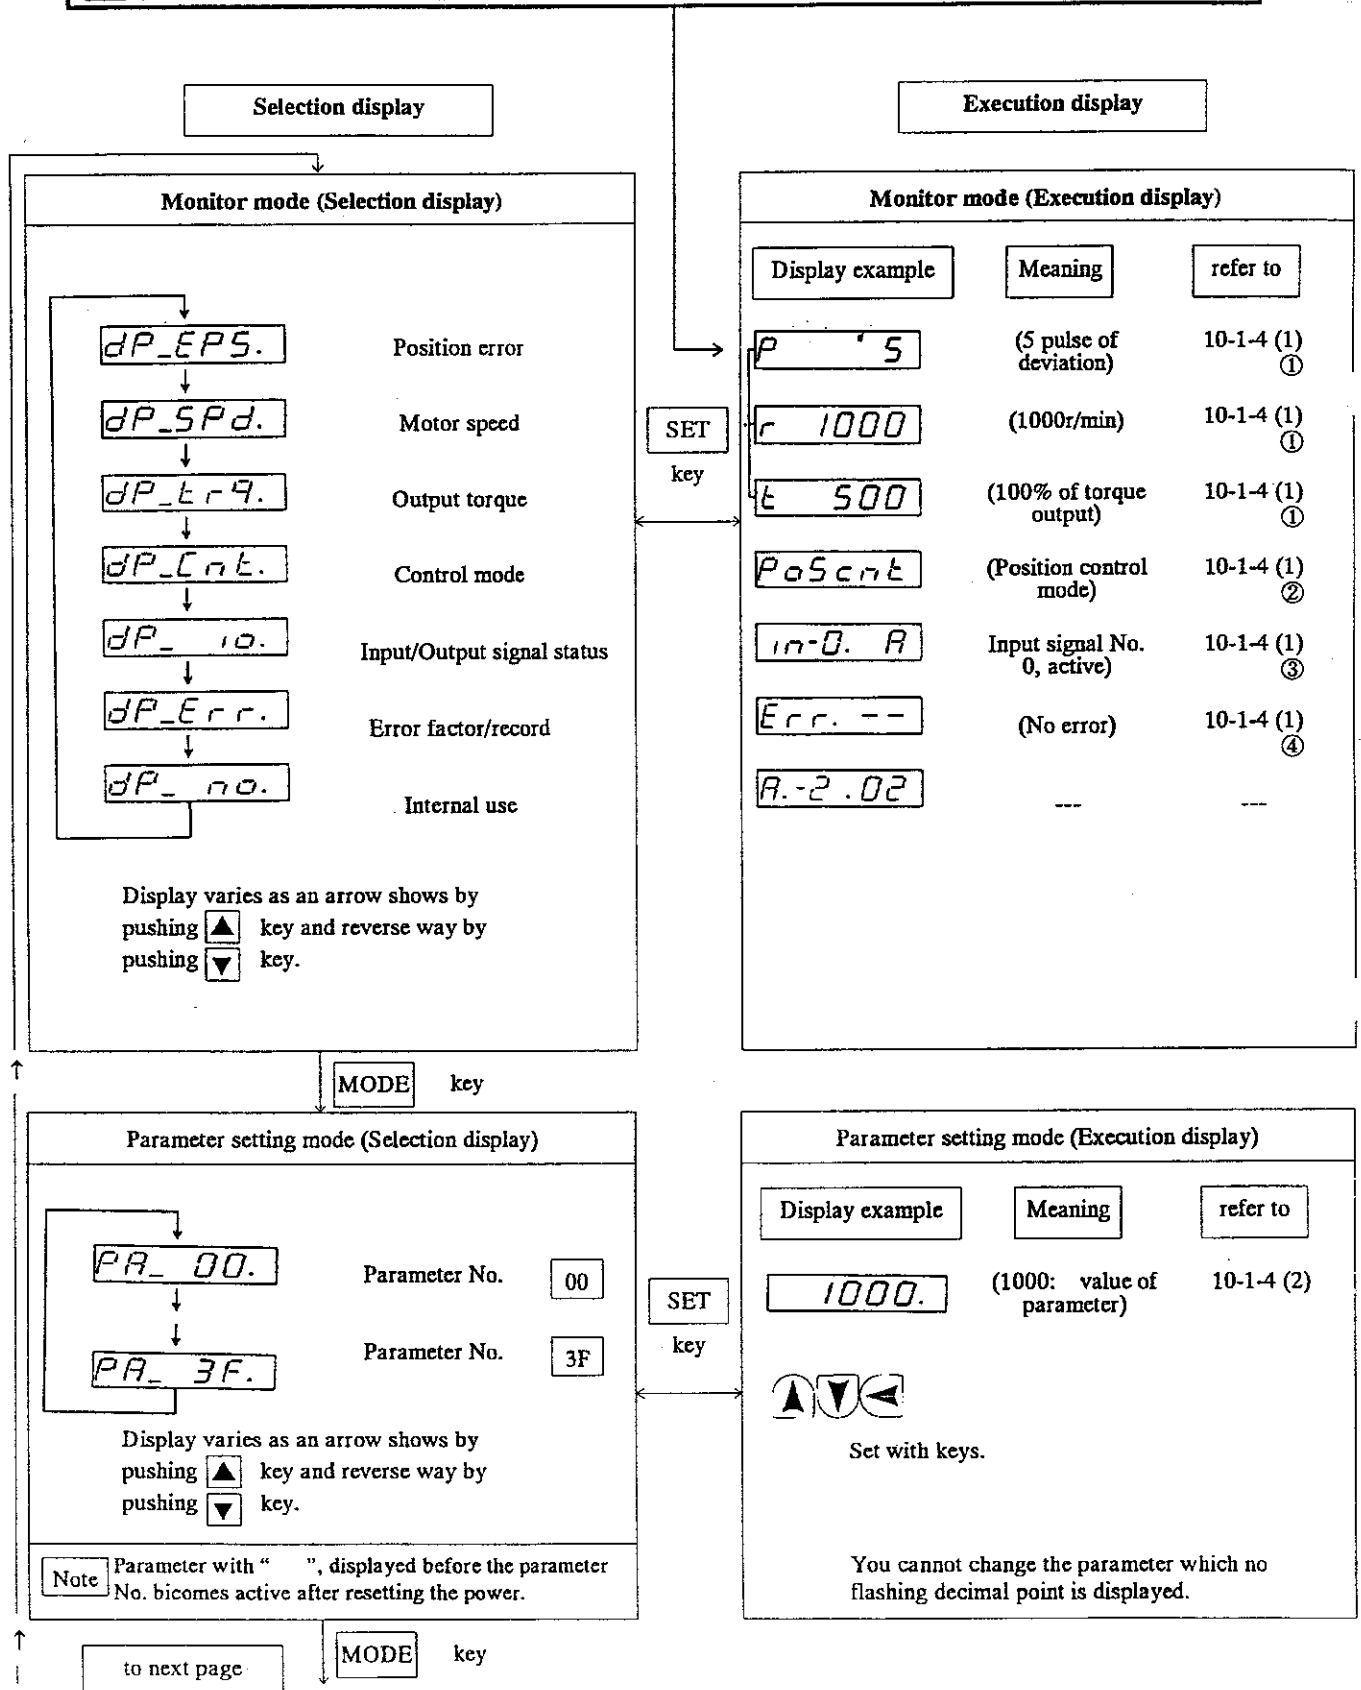 Selection display
Execution display
Monitor mode (Selection display)
dP_EPS. Position error
dP_SPd. Motor speed
dP_trq. Output torque
dP_Cnt. Control mode
dP_ io. Input/Output signal status
dP_Err. Error factor/record
dP_ no. Internal use
Display varies as an arrow shows by
pushing ▲ key and reverse way by
pushing ▼ key.
SET
key
Monitor mode (Execution display)
Display example Meaning refer to
P 5 (5 pulse of deviation) 10-1-4 (1) ①
r 1000 (1000r/min) 10-1-4 (1) ①
t 500 (100% of torque output) 10-1-4 (1) ①
PoScnt (Position control mode) 10-1-4 (1) ②
in-0. A Input signal No. 0, active) 10-1-4 (1) ③
Err. -- (No error) 10-1-4 (1) ④
A.-2.02 --- ---
MODE key
Parameter setting mode (Selection display)
PA_ 00. Parameter No. 00
PA_ 3F. Parameter No. 3F
Display varies as an arrow shows by
pushing ▲ key and reverse way by
pushing ▼ key.
Note Parameter with “ ”, displayed before the parameter
No. bicomes active after resetting the power.
SET
key
Parameter setting mode (Execution display)
Display example Meaning refer to
1000. (1000: value of parameter) 10-1-4 (2)
Set with keys.
You cannot change the parameter which no
flashing decimal point is displayed.
MODE key
to next page